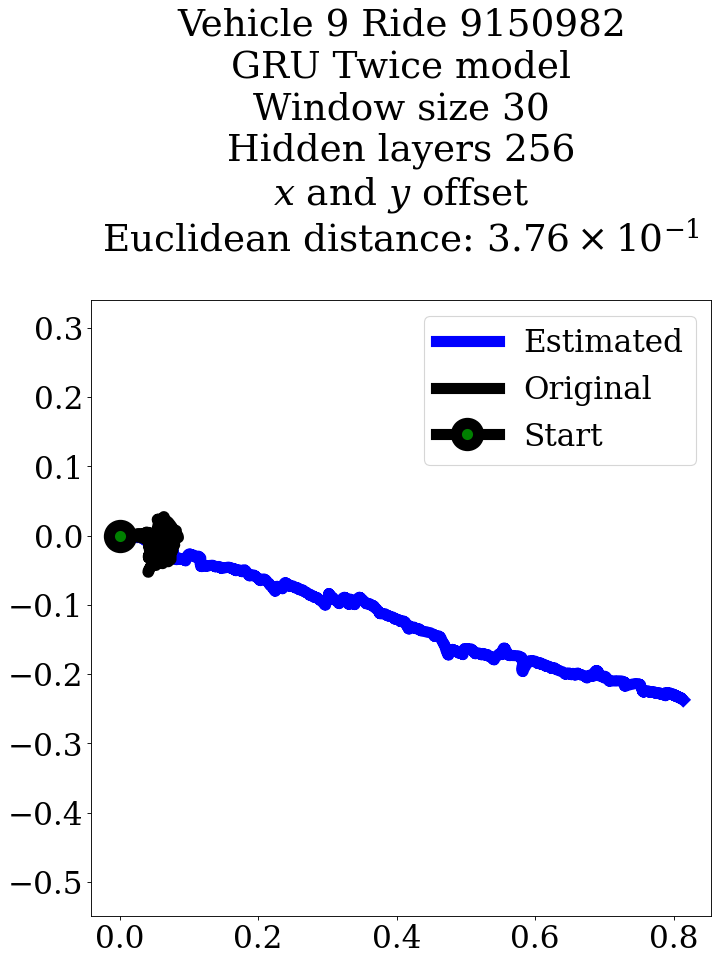 Vehicle 9 Ride 9150982
GRU Twice model
Window size 30
Hidden layers 256
x and y offset
Euclidean distance: 3.76 × 10⁻¹
Estimated
Original
Start
0.3
0.2
0.1
0.0
−0.1
−0.2
−0.3
−0.4
−0.5
0.0 0.2 0.4 0.6 0.8